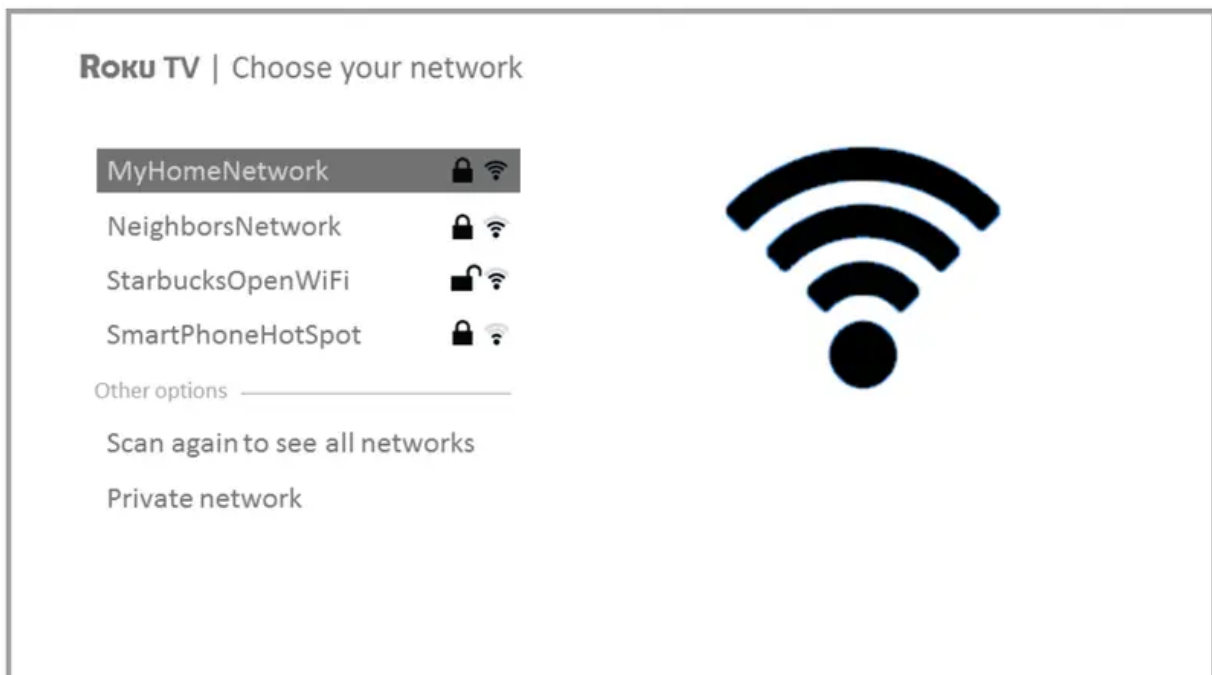 ROKU TV | Choose your network
MyHomeNetwork
NeighborsNetwork
StarbucksOpenWiFi
SmartPhoneHotSpot
Other options
Scan again to see all networks
Private network